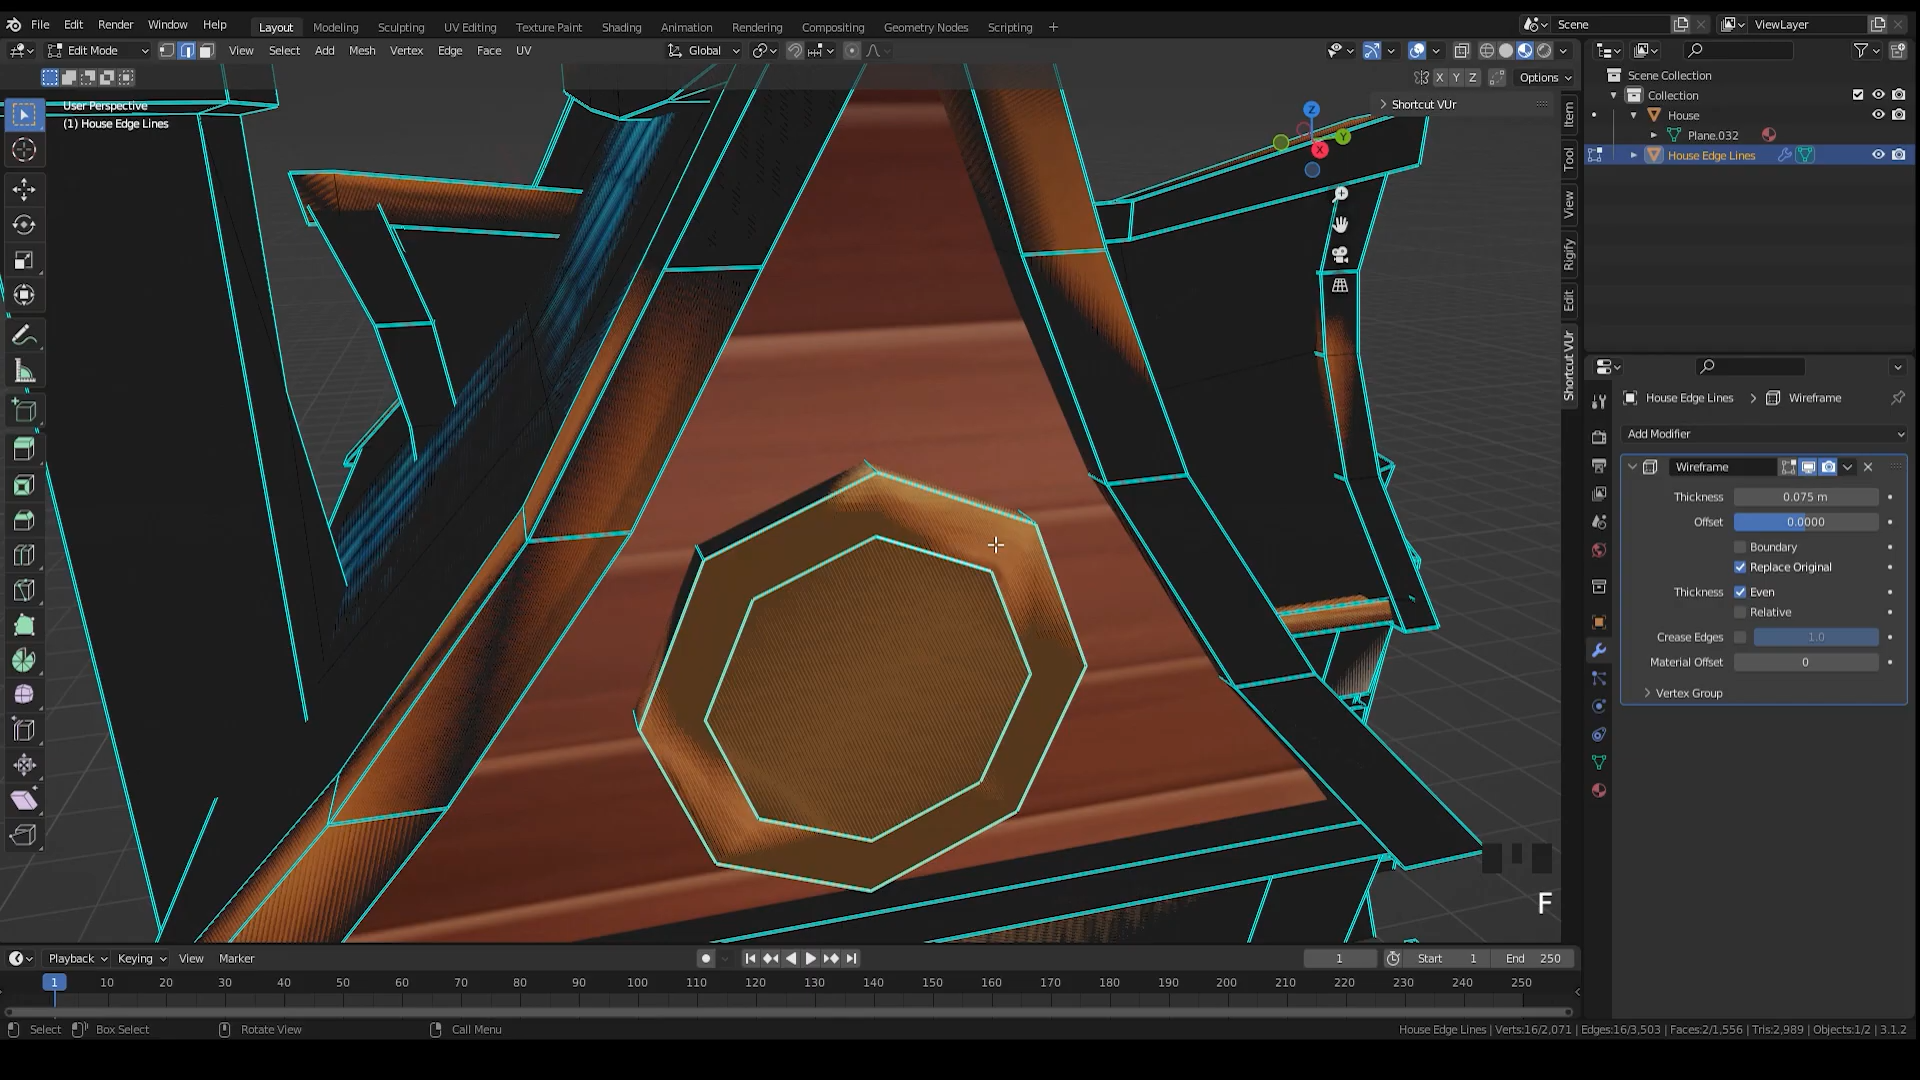 File Edit Render Window Help Layout Modeling Sculpting UV Editing Texture Paint Shading Animation Rendering Compositing Geometry Nodes Scripting + Scene ViewLayer
Edit Mode View Select Add Mesh Vertex Edge Face UV Global
X Y Z Options
User Perspective
(1) House Edge Lines
Shortcut VUr
Z
Y
X
Item
Tool
View
Rigify
Edit
Shortcut VUr
Scene Collection
Collection
House
Plane.032
House Edge Lines
House Edge Lines > Wireframe
Add Modifier
Wireframe
Thickness 0.075 m
Offset 0.0000
Boundary
Replace Original
Thickness Even
Relative
Crease Edges 1.0
Material Offset 0
Vertex Group
F
Playback Keying View Marker 1 Start 1 End 250
1 10 20 30 40 50 60 70 80 90 100 110 120 130 140 150 160 170 180 190 200 210 220 230 240 250
Select Box Select Rotate View Call Menu House Edge Lines | Verts:16/2,071 | Edges:16/3,503 | Faces:2/1,556 | Tris:2,989 | Objects:1/2 | 3.1.2